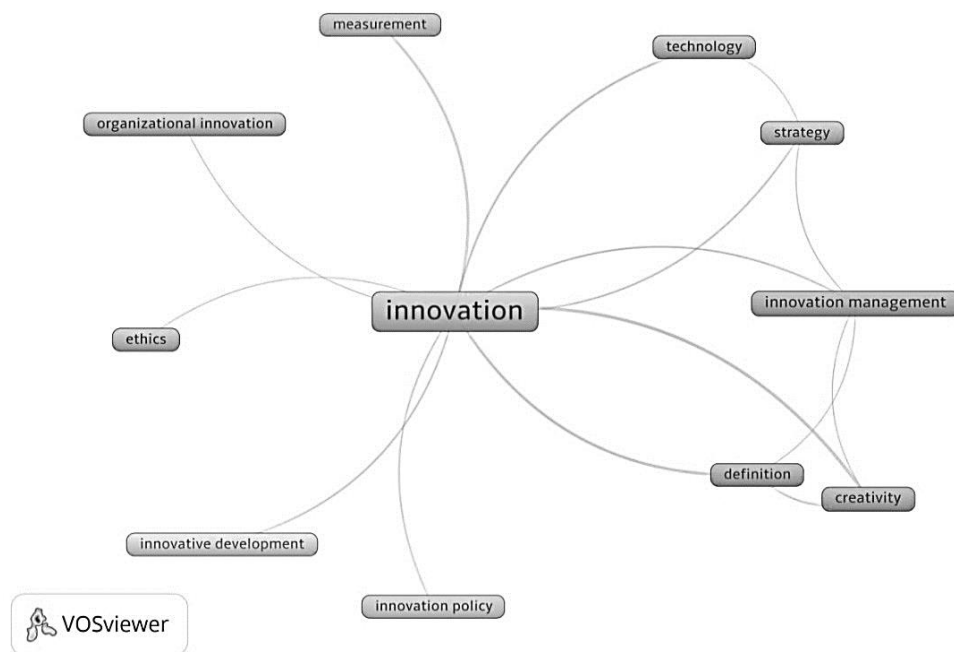 measurement
technology
organizational innovation
strategy
innovation management
innovation
ethics
definition
creativity
innovative development
innovation policy
VOSviewer